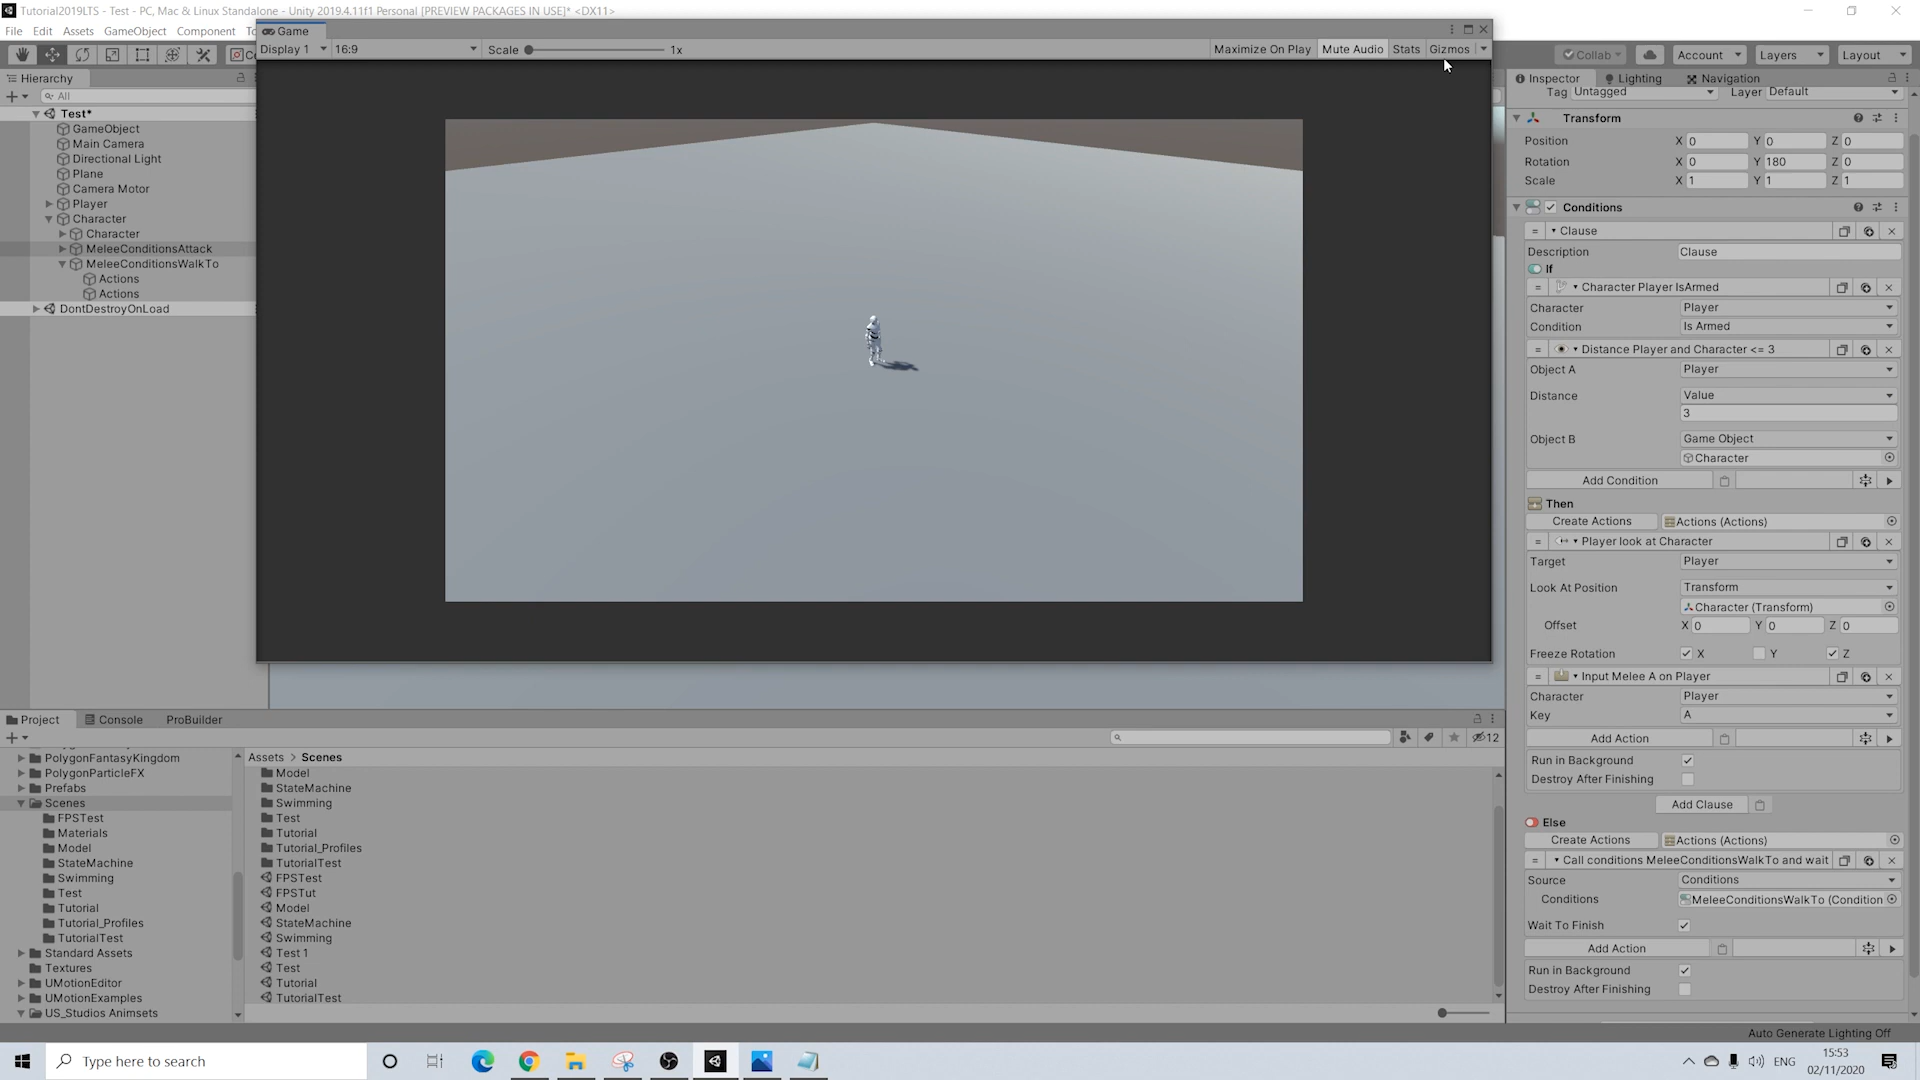 Tutorial2019LTS - Test - PC, Mac & Linux Standalone - Unity 2019.4.11f1 Personal [PREVIEW PACKAGES IN USE]* <DX11>
File Edit Assets GameObject Component
Game
Display 1 16:9 Scale 1x Maximize On Play Mute Audio Stats Gizmos
Collab Account Layers Layout
Hierarchy
All
Test*
GameObject
Main Camera
Directional Light
Plane
Camera Motor
Player
Character
Character
MeleeConditionsAttack
MeleeConditionsWalkTo
Actions
Actions
DontDestroyOnLoad
Inspector Lighting Navigation
Tag Untagged Layer Default
Transform
Position X 0 Y 0 Z 0
Rotation X 0 Y 180 Z 0
Scale X 1 Y 1 Z 1
Conditions
Clause
Description Clause
If
Character Player IsArmed
Character Player
Condition Is Armed
Distance Player and Character <= 3
Object A Player
Distance Value
3
Object B Game Object
Character
Add Condition
Then
Create Actions Actions (Actions)
Player look at Character
Target Player
Look At Position Transform
Character (Transform)
Offset X 0 Y 0 Z 0
Freeze Rotation X Y Z
Input Melee A on Player
Character Player
Key A
Add Action
Run in Background
Destroy After Finishing
Add Clause
Else
Create Actions Actions (Actions)
Call conditions MeleeConditionsWalkTo and wait
Source Conditions
Conditions MeleeConditionsWalkTo (Condition
Wait To Finish
Add Action
Run in Background
Destroy After Finishing
Auto Generate Lighting Off
Project Console ProBuilder
12
PolygonFantasyKingdom
PolygonParticleFX
Prefabs
Scenes
FPSTest
Materials
Model
StateMachine
Swimming
Test
Tutorial
Tutorial_Profiles
TutorialTest
Standard Assets
Textures
UMotionEditor
UMotionExamples
US_Studios Animsets
Assets > Scenes
Model
StateMachine
Swimming
Test
Tutorial
Tutorial_Profiles
TutorialTest
FPSTest
FPSTut
Model
StateMachine
Swimming
Test 1
Test
Tutorial
TutorialTest
Type here to search
ENG
15:53
02/11/2020